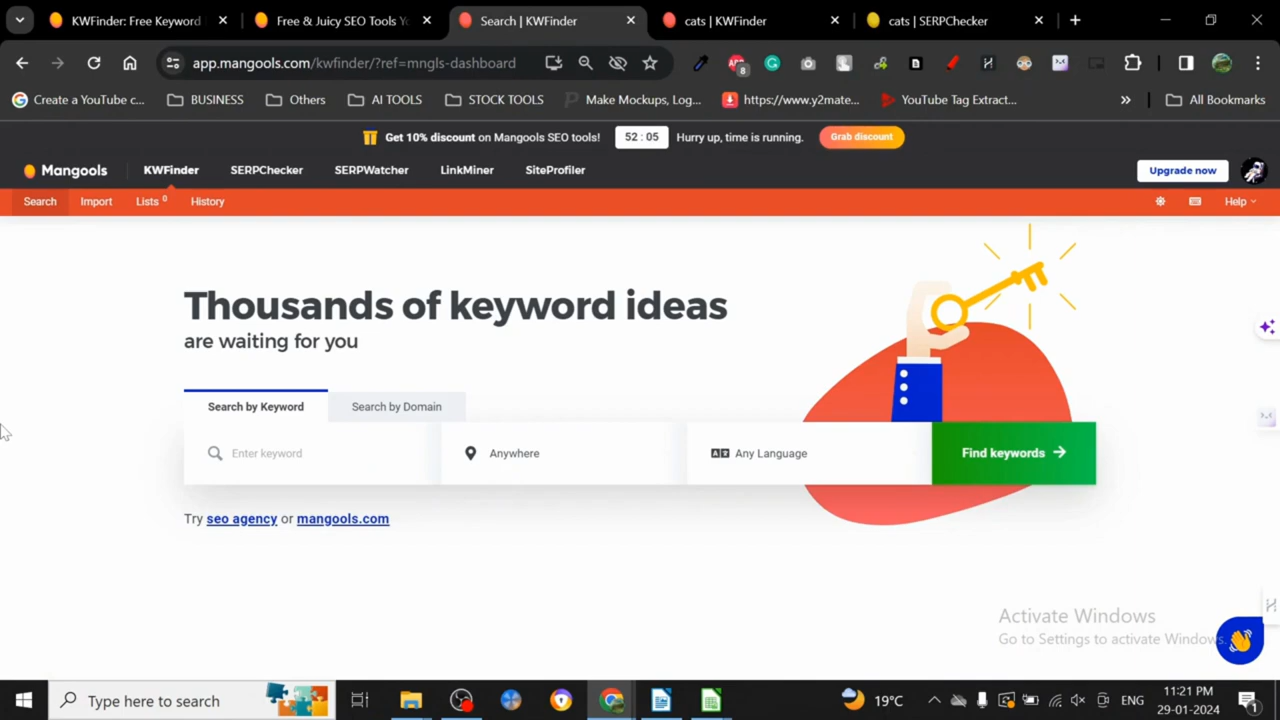 KWFinder: Free Keyword
Free & Juicy SEO Tools Yo
Search | KWFinder
cats | KWFinder
cats | SERPChecker
app.mangools.com/kwfinder/?ref=mngls-dashboard
8
Create a YouTube c...
BUSINESS
Others
AI TOOLS
STOCK TOOLS
Make Mockups, Log...
https://www.y2mate...
YouTube Tag Extract...
All Bookmarks
Get 10% discount on Mangools SEO tools!
52 : 05
Hurry up, time is running.
Grab discount
Mangools
KWFinder
SERPChecker
SERPWatcher
LinkMiner
SiteProfiler
Upgrade now
Search
Import
Lists 0
History
Help
Thousands of keyword ideas
are waiting for you
Search by Keyword
Search by Domain
Enter keyword
Anywhere
Any Language
Find keywords
Try seo agency or mangools.com
Activate Windows
Go to Settings to activate Windows.
Type here to search
19°C
ENG
11:21 PM
29-01-2024
1